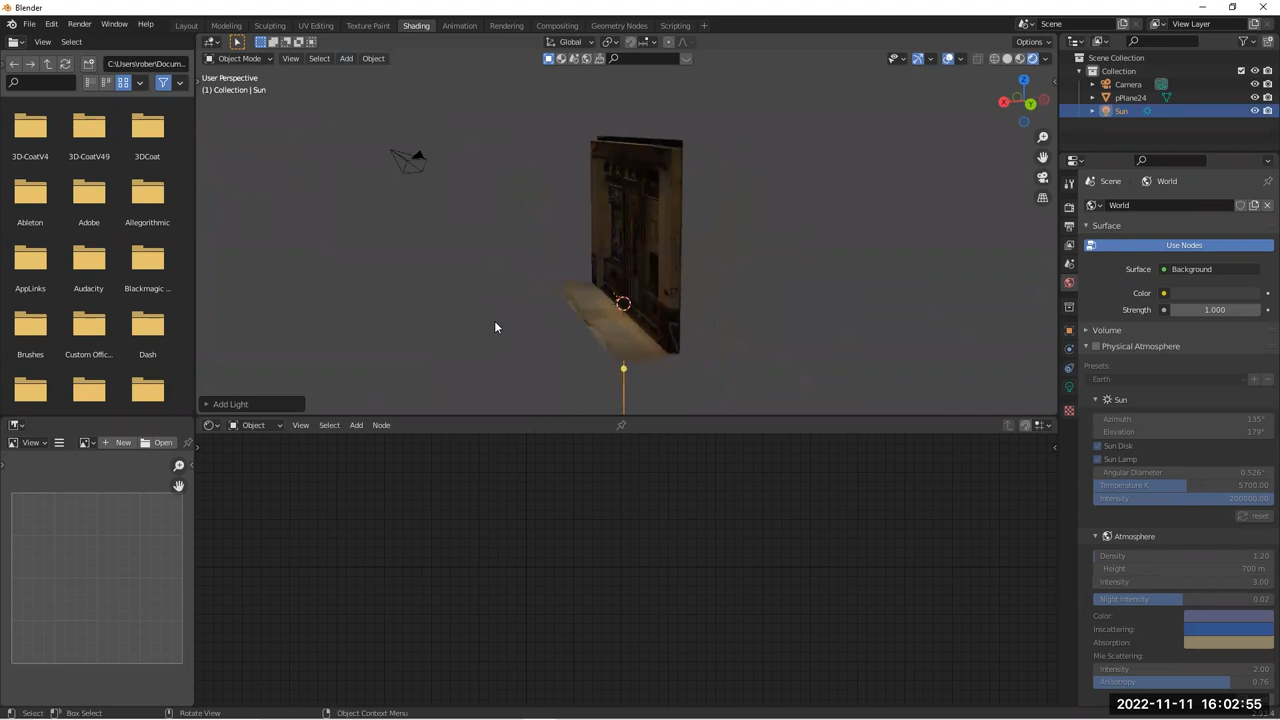 Blender
File Edit Render Window Help
Layout Modeling Sculpting UV Editing Texture Paint Shading Animation Rendering Compositing Geometry Nodes Scripting +
Scene
View Layer
View Select
Global
C:\Users\rober\Docum...
Object Mode View Select Add Object
Options
User Perspective
(1) Collection | Sun
X Y Z
3D-CoatV4 3D-CoatV49 3DCoat
Ableton Adobe Allegorithmic
AppLinks Audacity Blackmagic ...
Brushes Custom Offic... Dash
Add Light
Scene Collection
Collection
Camera
pPlane24
Sun
Scene World
World
Surface
Use Nodes
Surface Background
Color
Strength 1.000
Volume
Physical Atmosphere
Presets:
Earth
Sun
Azimuth 135°
Elevation 179°
Sun Disk
Sun Lamp
Angular Diameter 0.526°
Temperature K 5700.00
Intensity 200000.00
reset
Atmosphere
Density 1.20
Height 700 m
Intensity 3.00
Night Intensity 0.02
Color:
Inscattering:
Absorption:
Mie Scattering:
Intensity 2.00
Anisotropy 0.76
View + New Open
Object View Select Add Node
Select Box Select Rotate View Object Context Menu
2022-11-11 16:02:55